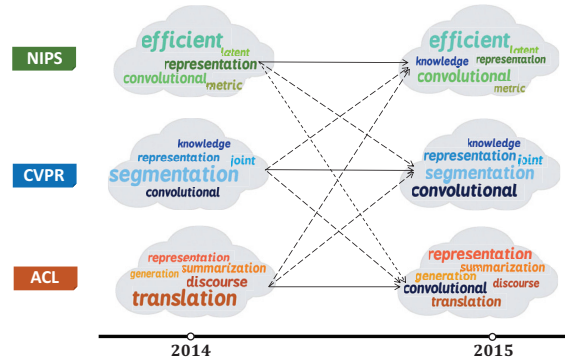 NIPS
efficient
latent
representation
convolutional
metric
efficient
latent
knowledge representation
convolutional
metric
CVPR
knowledge
representation joint
segmentation
convolutional
knowledge
representation joint
segmentation
convolutional
ACL
representation
generation summarization
discourse
translation
representation
summarization
generation
convolutional discourse
translation
2014 2015